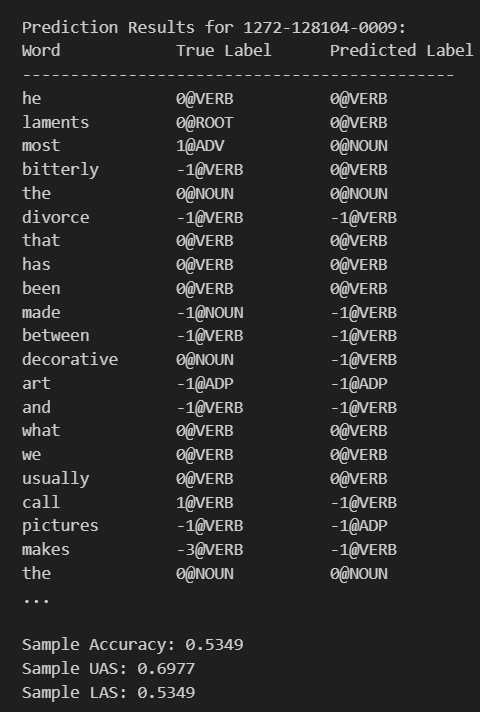 Prediction Results for 1272-128104-0009:
Word True Label Predicted Label
---------------------------------------------
he 0@VERB 0@VERB
laments 0@ROOT 0@VERB
most 1@ADV 0@NOUN
bitterly -1@VERB 0@VERB
the 0@NOUN 0@NOUN
divorce -1@VERB -1@VERB
that 0@VERB 0@VERB
has 0@VERB 0@VERB
been 0@VERB 0@VERB
made -1@NOUN -1@VERB
between -1@VERB -1@VERB
decorative 0@NOUN -1@VERB
art -1@ADP -1@ADP
and -1@VERB -1@VERB
what 0@VERB 0@VERB
we 0@VERB 0@VERB
usually 0@VERB 0@VERB
call 1@VERB -1@VERB
pictures -1@VERB -1@ADP
makes -3@VERB -1@VERB
the 0@NOUN 0@NOUN
...
Sample Accuracy: 0.5349
Sample UAS: 0.6977
Sample LAS: 0.5349